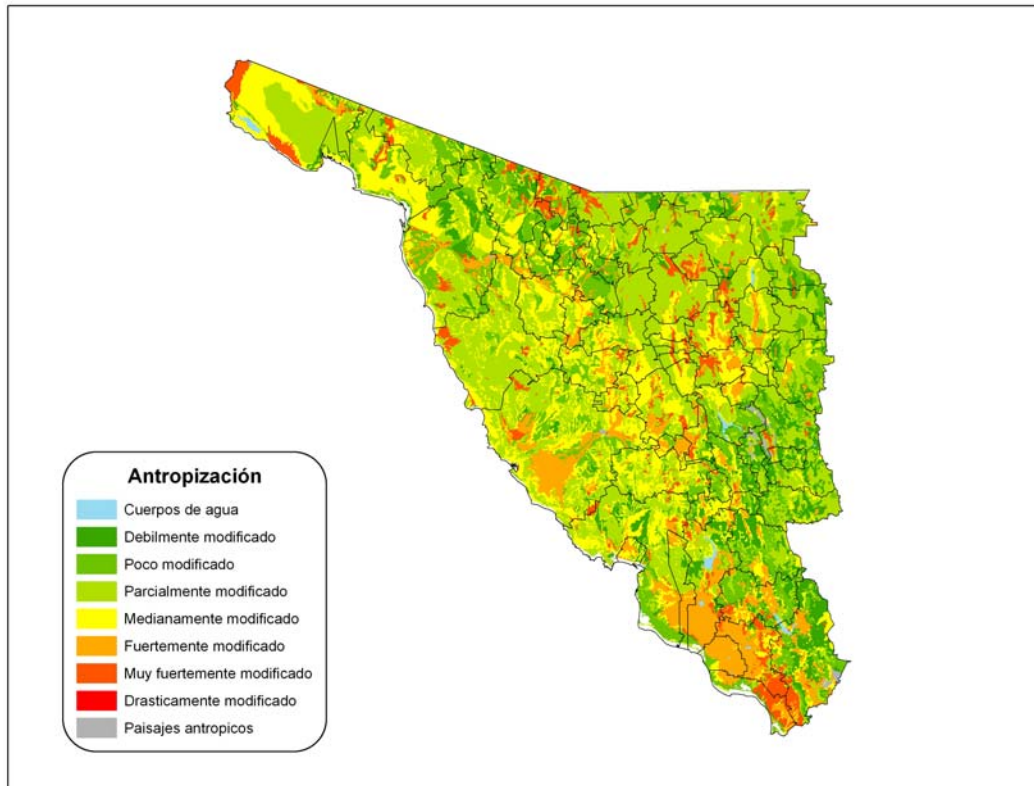 Antropización
Cuerpos de agua
Debilmente modificado
Poco modificado
Parcialmente modificado
Medianamente modificado
Fuertemente modificado
Muy fuertemente modificado
Drasticamente modificado
Paisajes antropicos